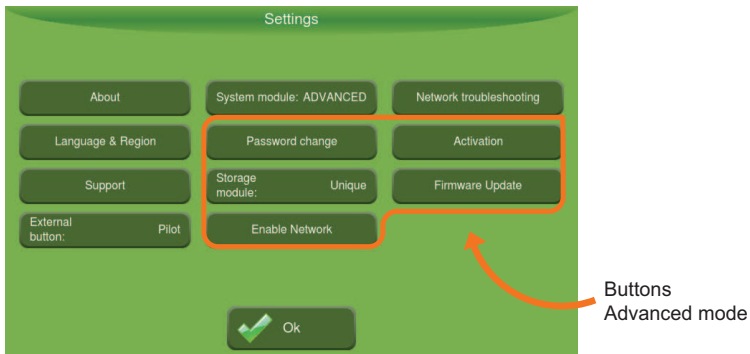 Settings
About
System module: ADVANCED
Network troubleshooting
Language & Region
Password change
Activation
Support
Storage
module:
Unique
Firmware Update
External
button:
Pilot
Enable Network
Ok
Buttons
Advanced mode